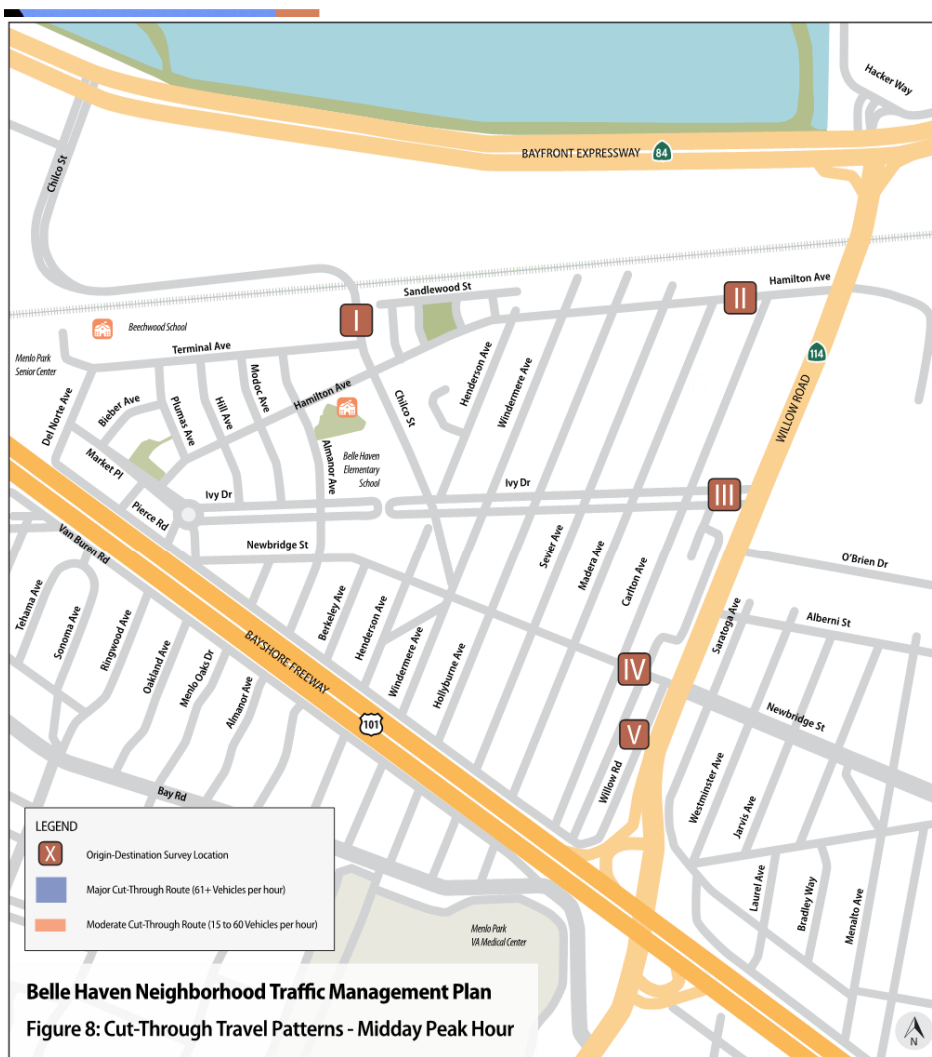 Hacker Way
Chilco St
BAYFRONT EXPRESSWAY
84
Hamilton Ave
Sandlewood St
I
II
Beechwood School
Terminal Ave
Menlo Park
Senior Center
114
WILLOW ROAD
Henderson Ave
Windermere Ave
Modoc Ave
Hamilton Ave
Chilco St
Del Norte Ave
Bieber Ave
Plumas Ave
Hill Ave
Almanor Ave
Belle Haven
Elementary
School
Market Pl
Ivy Dr
Ivy Dr
III
Pierce Rd
Van Buren Rd
Newbridge St
Sevier Ave
Madera Ave
Carlton Ave
O'Brien Dr
Tehama Ave
Sonoma Ave
Ringwood Ave
Oakland Ave
Menlo Oaks Dr
Almanor Ave
BAYSHORE FREEWAY
101
Berkeley Ave
Henderson Ave
Windermere Ave
Hollyburne Ave
Saratoga Ave
Alberni St
IV
Newbridge St
V
Willow Rd
Westminster Ave
Jarvis Ave
Bay Rd
Laurel Ave
Bradley Way
Menalto Ave
LEGEND
X
Origin-Destination Survey Location
Major Cut-Through Route (61+ Vehicles per hour)
Moderate Cut-Through Route (15 to 60 Vehicles per hour)
Menlo Park
VA Medical Center
Belle Haven Neighborhood Traffic Management Plan
Figure 8: Cut-Through Travel Patterns - Midday Peak Hour
N